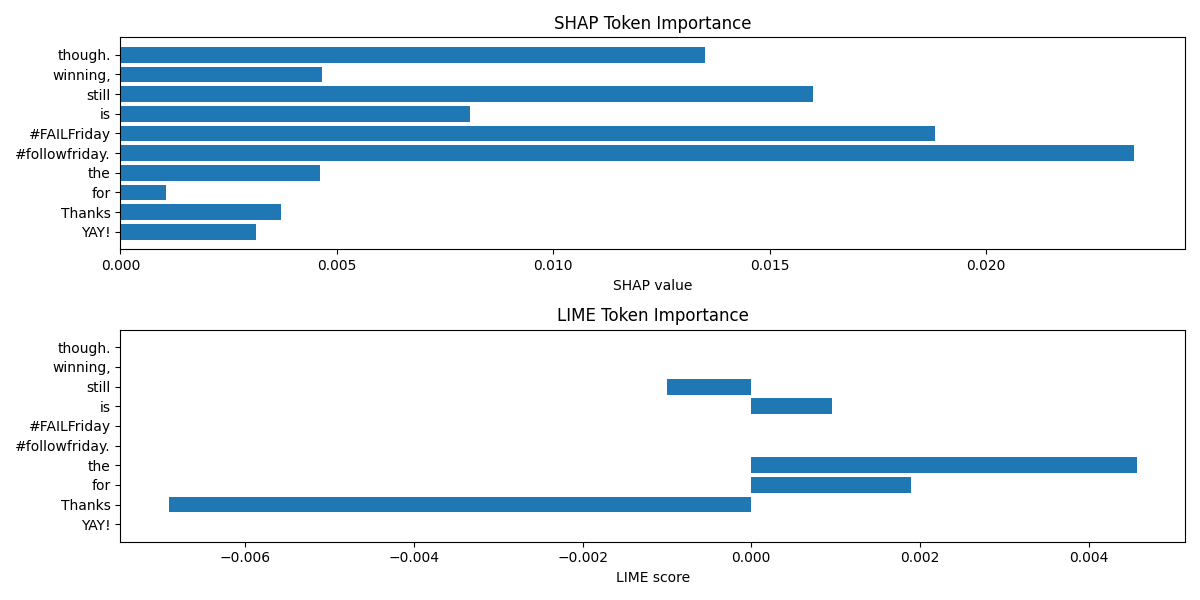 SHAP Token Importance
though.
winning,
still
is
#FAILFriday
#followfriday.
the
for
Thanks
YAY!
0.000 0.005 0.010 0.015 0.020
SHAP value
LIME Token Importance
though.
winning,
still
is
#FAILFriday
#followfriday.
the
for
Thanks
YAY!
−0.006 −0.004 −0.002 0.000 0.002 0.004
LIME score